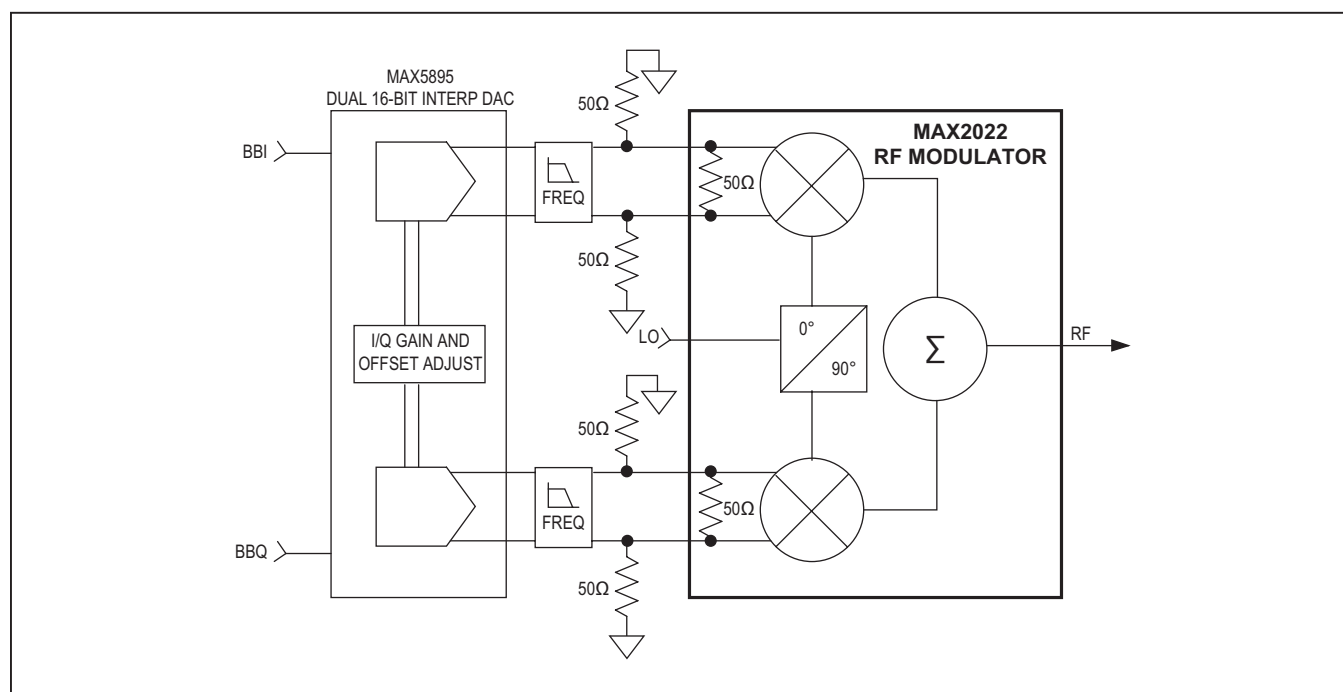 MAX5895
DUAL 16-BIT INTERP DAC
BBI
50Ω
FREQ
50Ω
50Ω
MAX2022
RF MODULATOR
I/Q GAIN AND
OFFSET ADJUST
LO
0°
90°
Σ
RF
50Ω
FREQ
50Ω
BBQ
50Ω